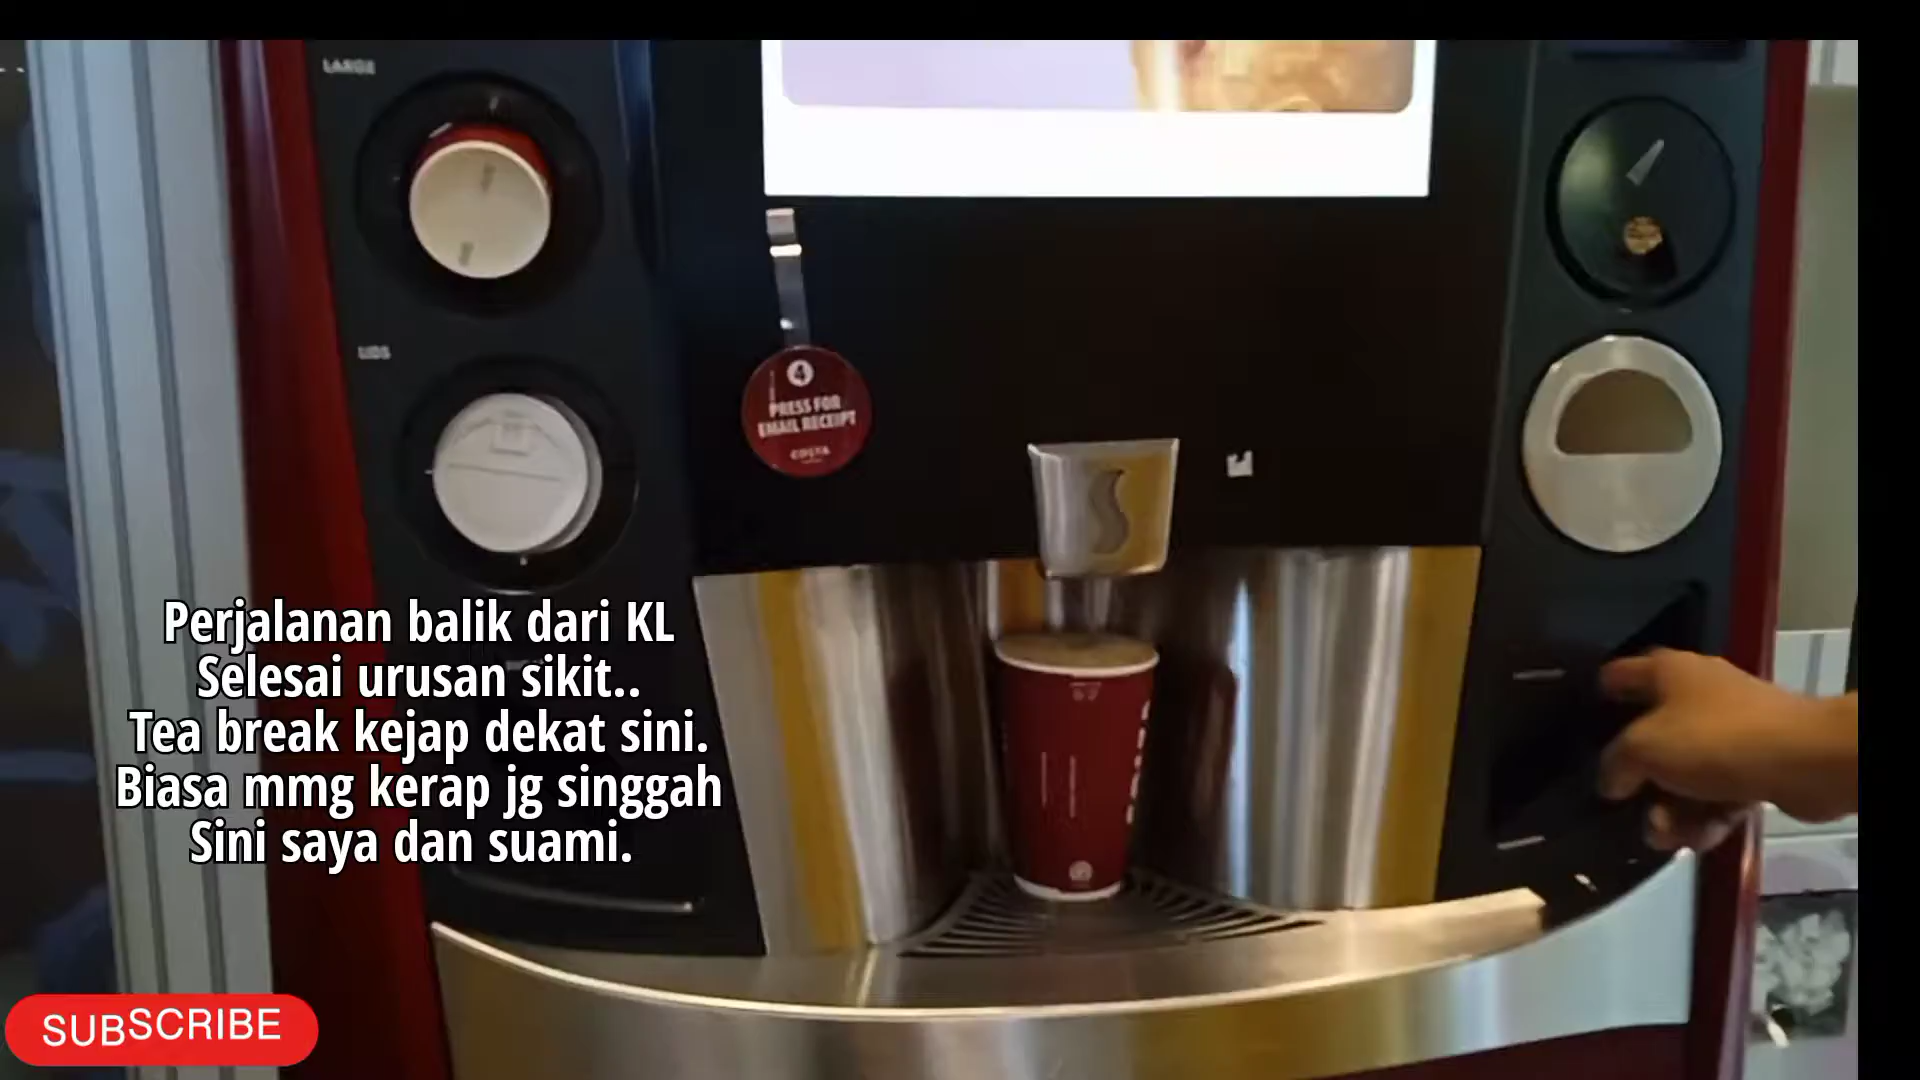 LARGE
LIDS
4
PRESS FOR
EMAIL RECEIPT
COSTA
Perjalanan balik dari KL
Selesai urusan sikit..
Tea break kejap dekat sini.
Biasa mmg kerap jg singgah
Sini saya dan suami.
SUBSCRIBE